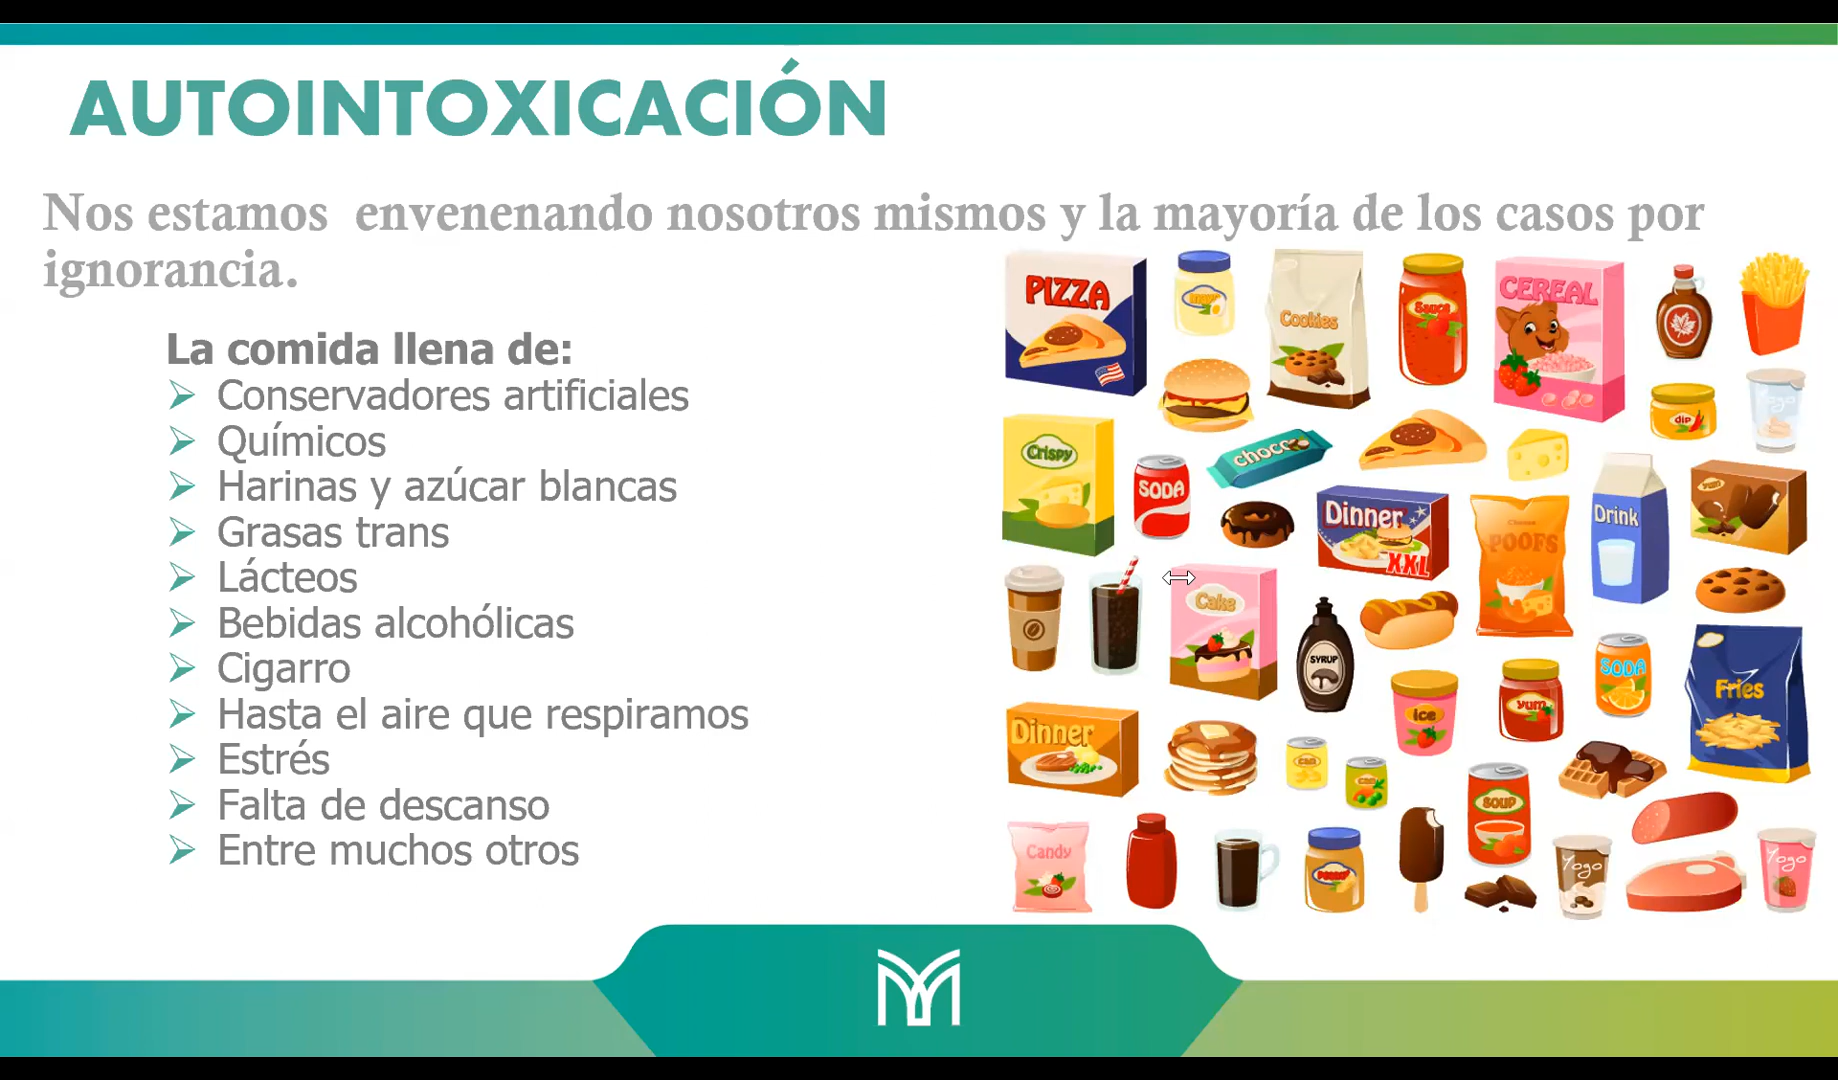 AUTOINTOXICACIÓN
Nos estamos envenenando nosotros mismos y la mayoría de los casos por
ignorancia.
La comida llena de:
Conservadores artificiales
Químicos
Harinas y azúcar blancas
Grasas trans
Lácteos
Bebidas alcohólicas
Cigarro
Hasta el aire que respiramos
Estrés
Falta de descanso
Entre muchos otros
PIZZA
Cookies
Sauce
CEREAL
dip
Crispy
SODA
choco
Dinner
XXL
POOFS
Drink
Cake
SYRUP
ice
yum
SODA
Fries
Dinner
SOUP
Candy
Yogo
Yogo